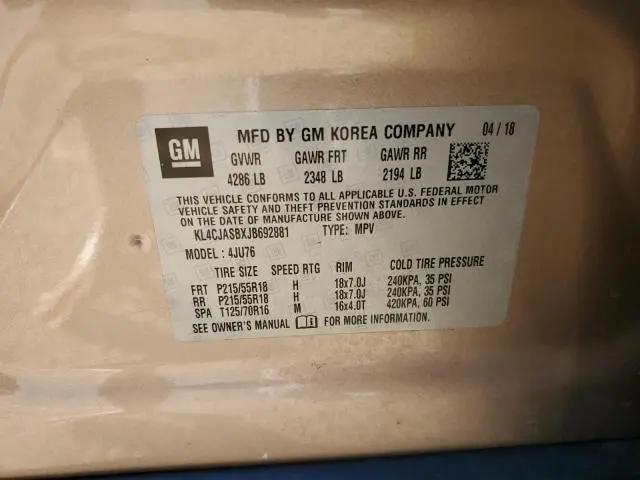 GM MFD BY GM KOREA COMPANY 04 / 18
GVWR GAWR FRT GAWR RR
4286 LB 2348 LB 2194 LB
THIS VEHICLE CONFORMS TO ALL APPLICABLE U.S. FEDERAL MOTOR
VEHICLE SAFETY AND THEFT PREVENTION STANDARDS IN EFFECT ON
THE DATE OF MANUFACTURE SHOWN ABOVE.
KL4CJASBXJB692881 TYPE: MPV
MODEL : 4JU76
TIRE SIZE SPEED RTG RIM COLD TIRE PRESSURE
FRT P215/55R18 H 18x7.0J 240KPA, 35 PSI
RR P215/55R18 H 18x7.0J 240KPA, 35 PSI
SPA T125/70R16 M 16x4.0T 420KPA, 60 PSI
SEE OWNER'S MANUAL FOR MORE INFORMATION.